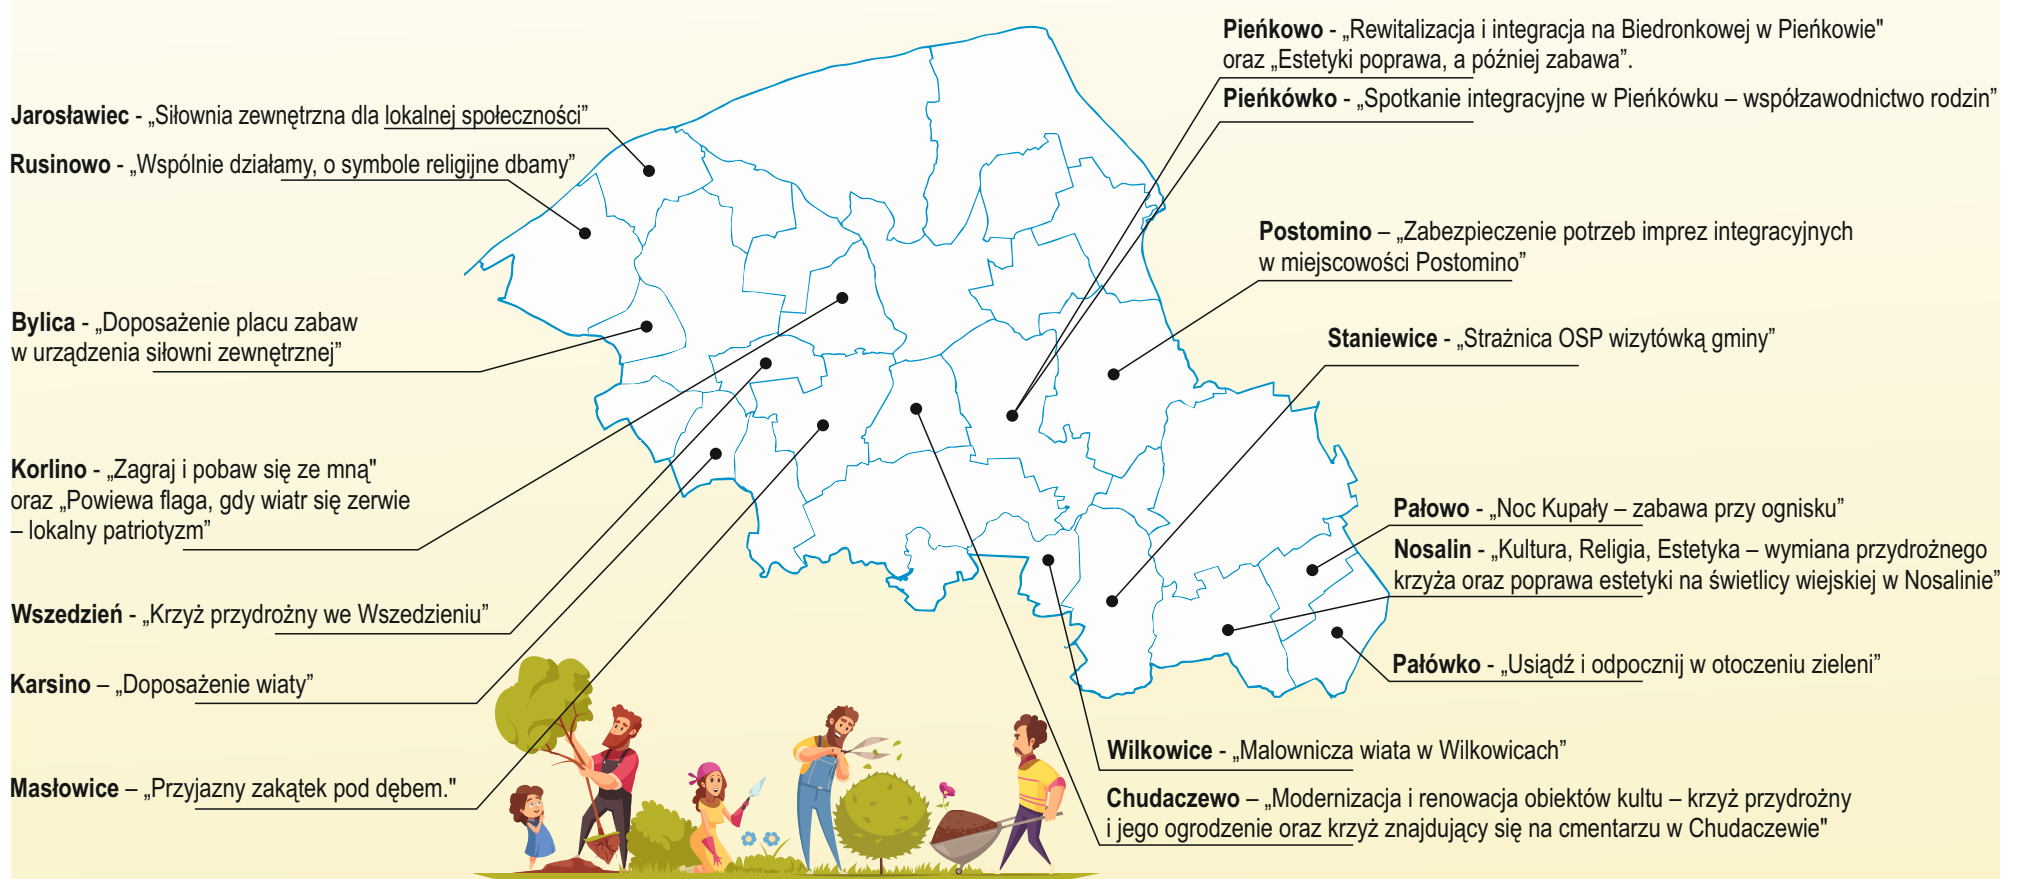 Jarosławiec - „Siłownia zewnętrzna dla lokalnej społeczności”
Rusinowo - „Wspólnie działamy, o symbole religijne dbamy”
Bylica - „Doposażenie placu zabaw
w urządzenia siłowni zewnętrznej”
Korlino - „Zagraj i pobaw się ze mną"
oraz „Powiewa flaga, gdy wiatr się zerwie
– lokalny patriotyzm”
Wszedzień - „Krzyż przydrożny we Wszedzieniu”
Karsino – „Doposażenie wiaty”
Masłowice – „Przyjazny zakątek pod dębem."
Pieńkowo - „Rewitalizacja i integracja na Biedronkowej w Pieńkowie"
oraz „Estetyki poprawa, a później zabawa”.
Pieńkówko - „Spotkanie integracyjne w Pieńkówku – współzawodnictwo rodzin”
Postomino – „Zabezpieczenie potrzeb imprez integracyjnych
w miejscowości Postomino”
Staniewice - „Strażnica OSP wizytówką gminy”
Pałowo - „Noc Kupały – zabawa przy ognisku”
Nosalin - „Kultura, Religia, Estetyka – wymiana przydrożnego
krzyża oraz poprawa estetyki na świetlicy wiejskiej w Nosalinie”
Pałówko - „Usiądź i odpocznij w otoczeniu zieleni”
Wilkowice - „Malownicza wiata w Wilkowicach”
Chudaczewo – „Modernizacja i renowacja obiektów kultu – krzyż przydrożny
i jego ogrodzenie oraz krzyż znajdujący się na cmentarzu w Chudaczewie"